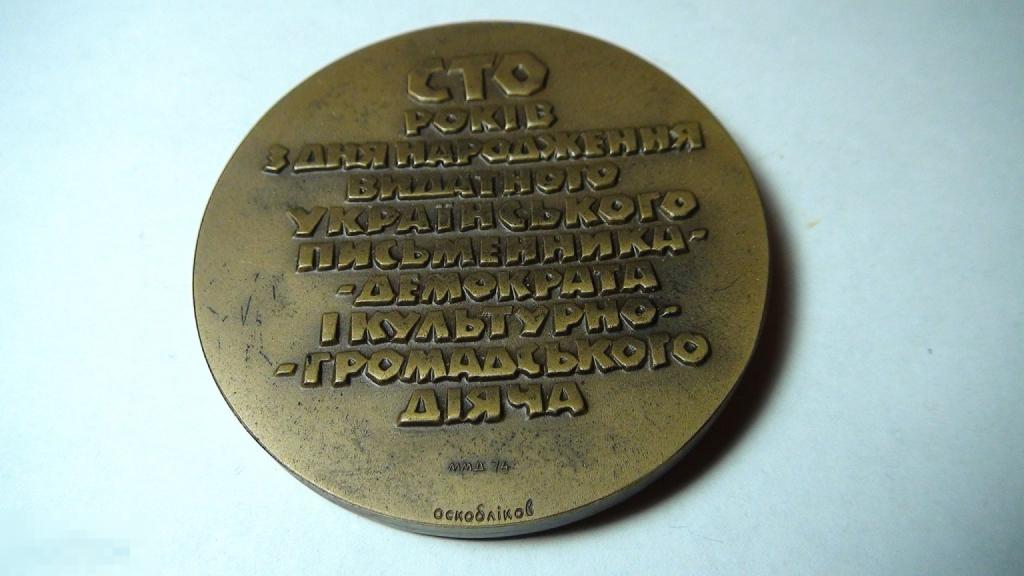 СТО
РОКІВ
З ДНЯ НАРОДЖЕННЯ
ВИДАТНОГО
УКРАЇНСЬКОГО
ПИСЬМЕННИКА-
-ДЕМОКРАТА
І КУЛЬТУРНО-
-ГРОМАДСЬКОГО
ДІЯЧА
ММД 74
оскобліков